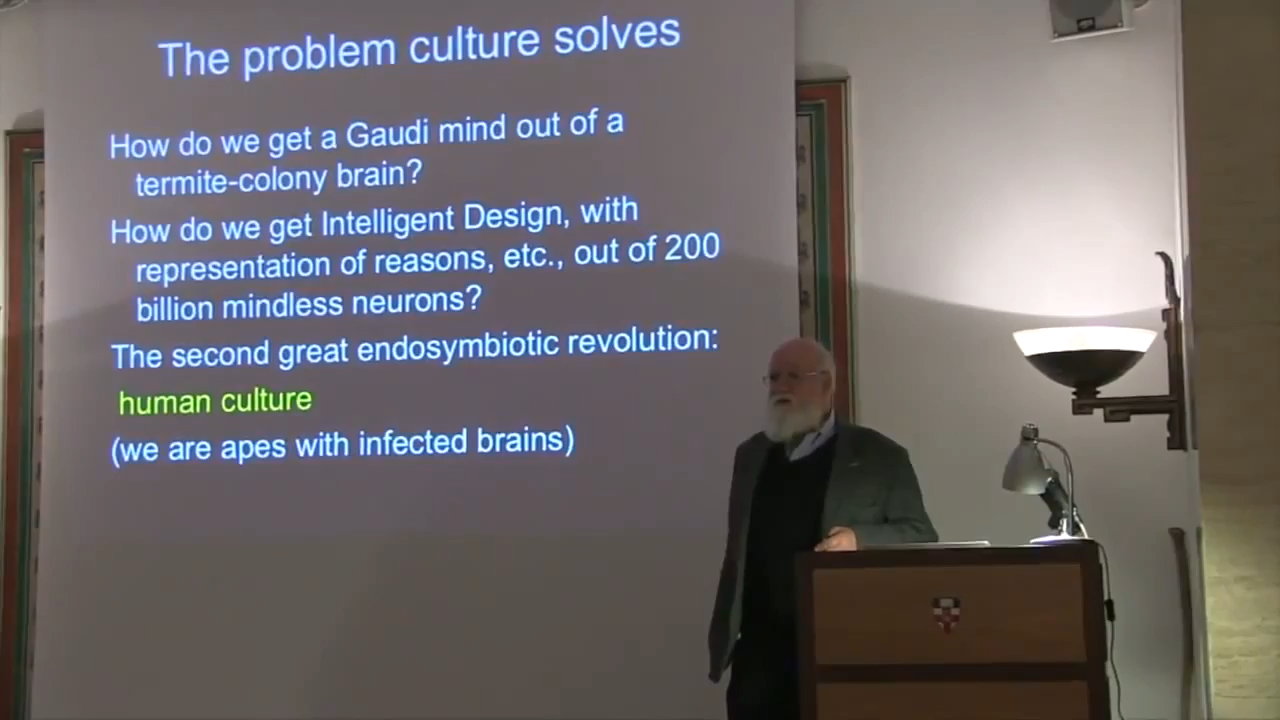 The problem culture solves
How do we get a Gaudi mind out of a
termite-colony brain?
How do we get Intelligent Design, with
representation of reasons, etc., out of 200
billion mindless neurons?
The second great endosymbiotic revolution:
human culture
(we are apes with infected brains)